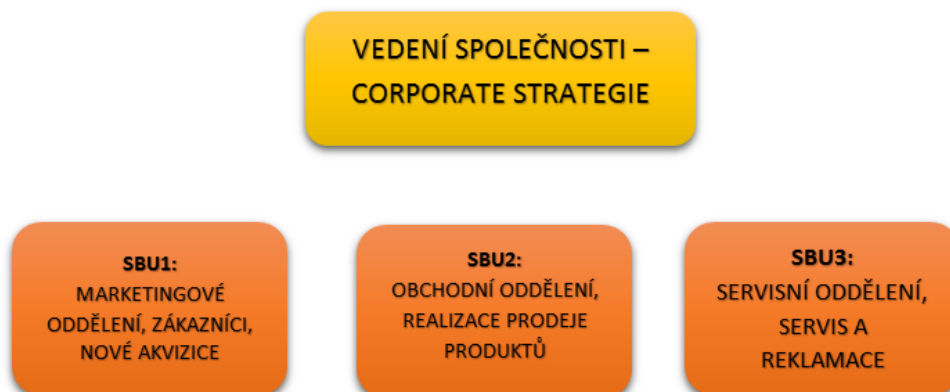 VEDENÍ SPOLEČNOSTI –
CORPORATE STRATEGIE
SBU1:
MARKETINGOVÉ
ODDĚLENÍ, ZÁKAZNÍCI,
NOVÉ AKVIZICE
SBU2:
OBCHODNÍ ODDĚLENÍ,
REALIZACE PRODEJE
PRODUKTŮ
SBU3:
SERVISNÍ ODDĚLENÍ,
SERVIS A
REKLAMACE